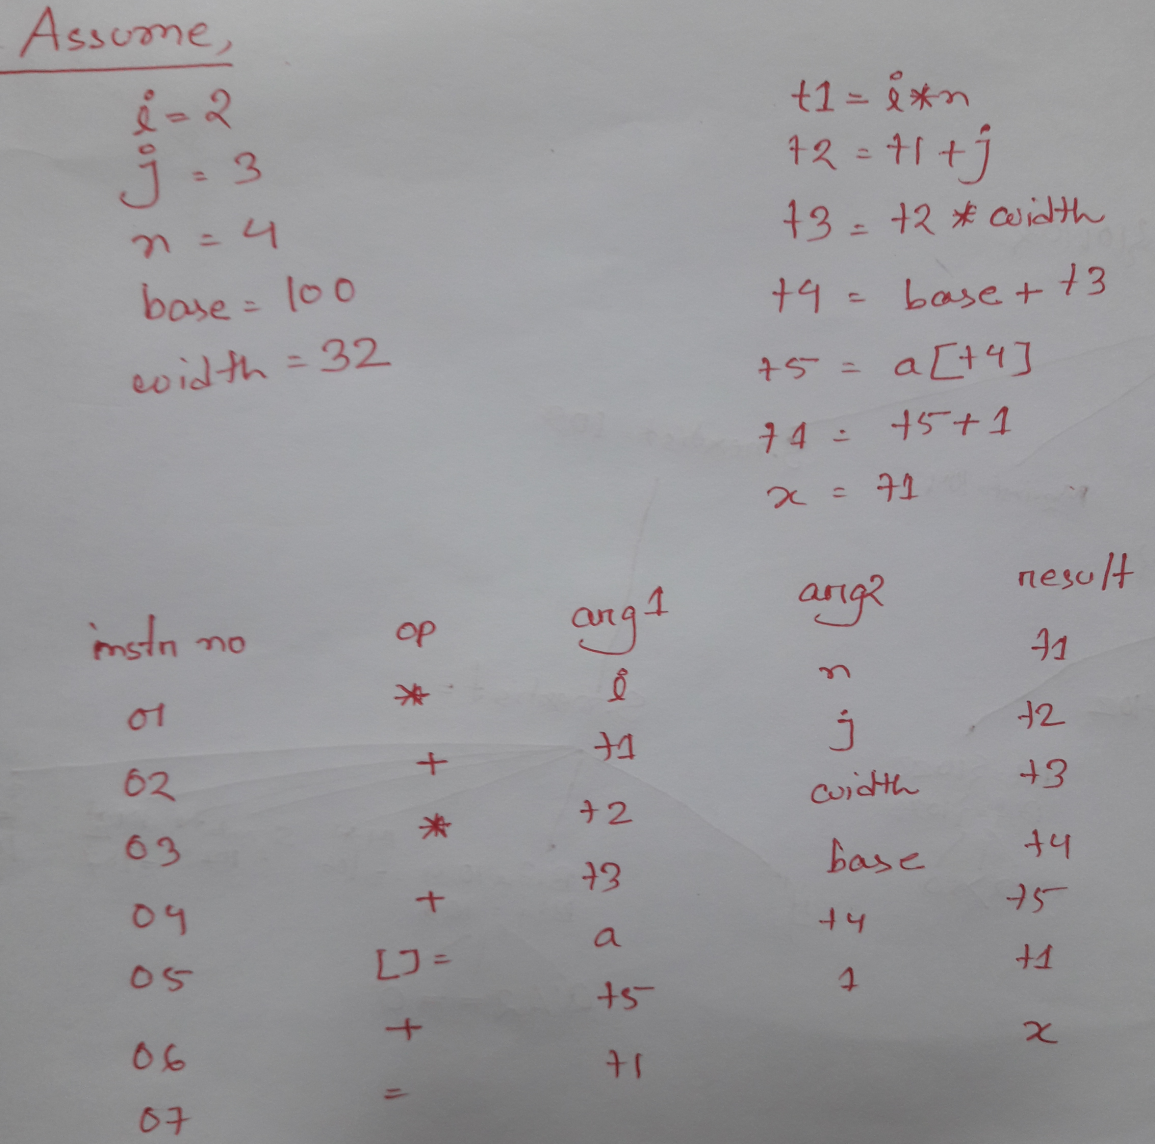 Assume,
i = 2
j = 3
n = 4
base = 100
width = 32
t1 = i*n
t2 = t1 + j
t3 = t2 * width
t4 = base + t3
t5 = a[t4]
t1 = t5 + 1
x = t1
instn no op arg1 arg2 result
01 * i n t1
02 + t1 j t2
03 * t2 width t3
04 + t3 base t4
05 []= a t4 t5
06 + t5 1 t1
07 = t1 x